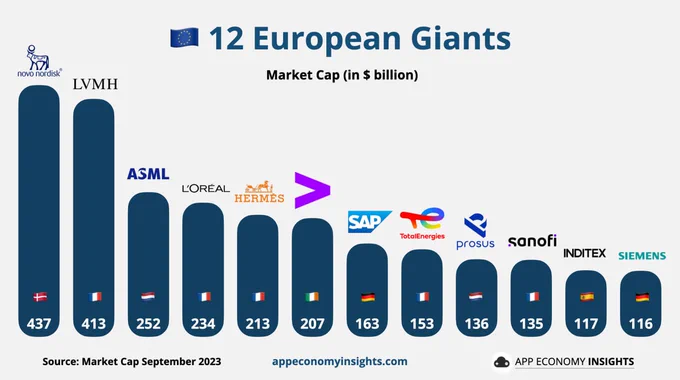 12 European Giants
Market Cap (in $ billion)
novo nordisk®
LVMH
ASML
L'ORÉAL
HERMÈS
SAP
TotalEnergies
prosus
sanofi
INDITEX
SIEMENS
437 413 252 234 213 207 163 153 136 135 117 116
Source: Market Cap September 2023
appeconomyinsights.com
APP ECONOMY INSIGHTS